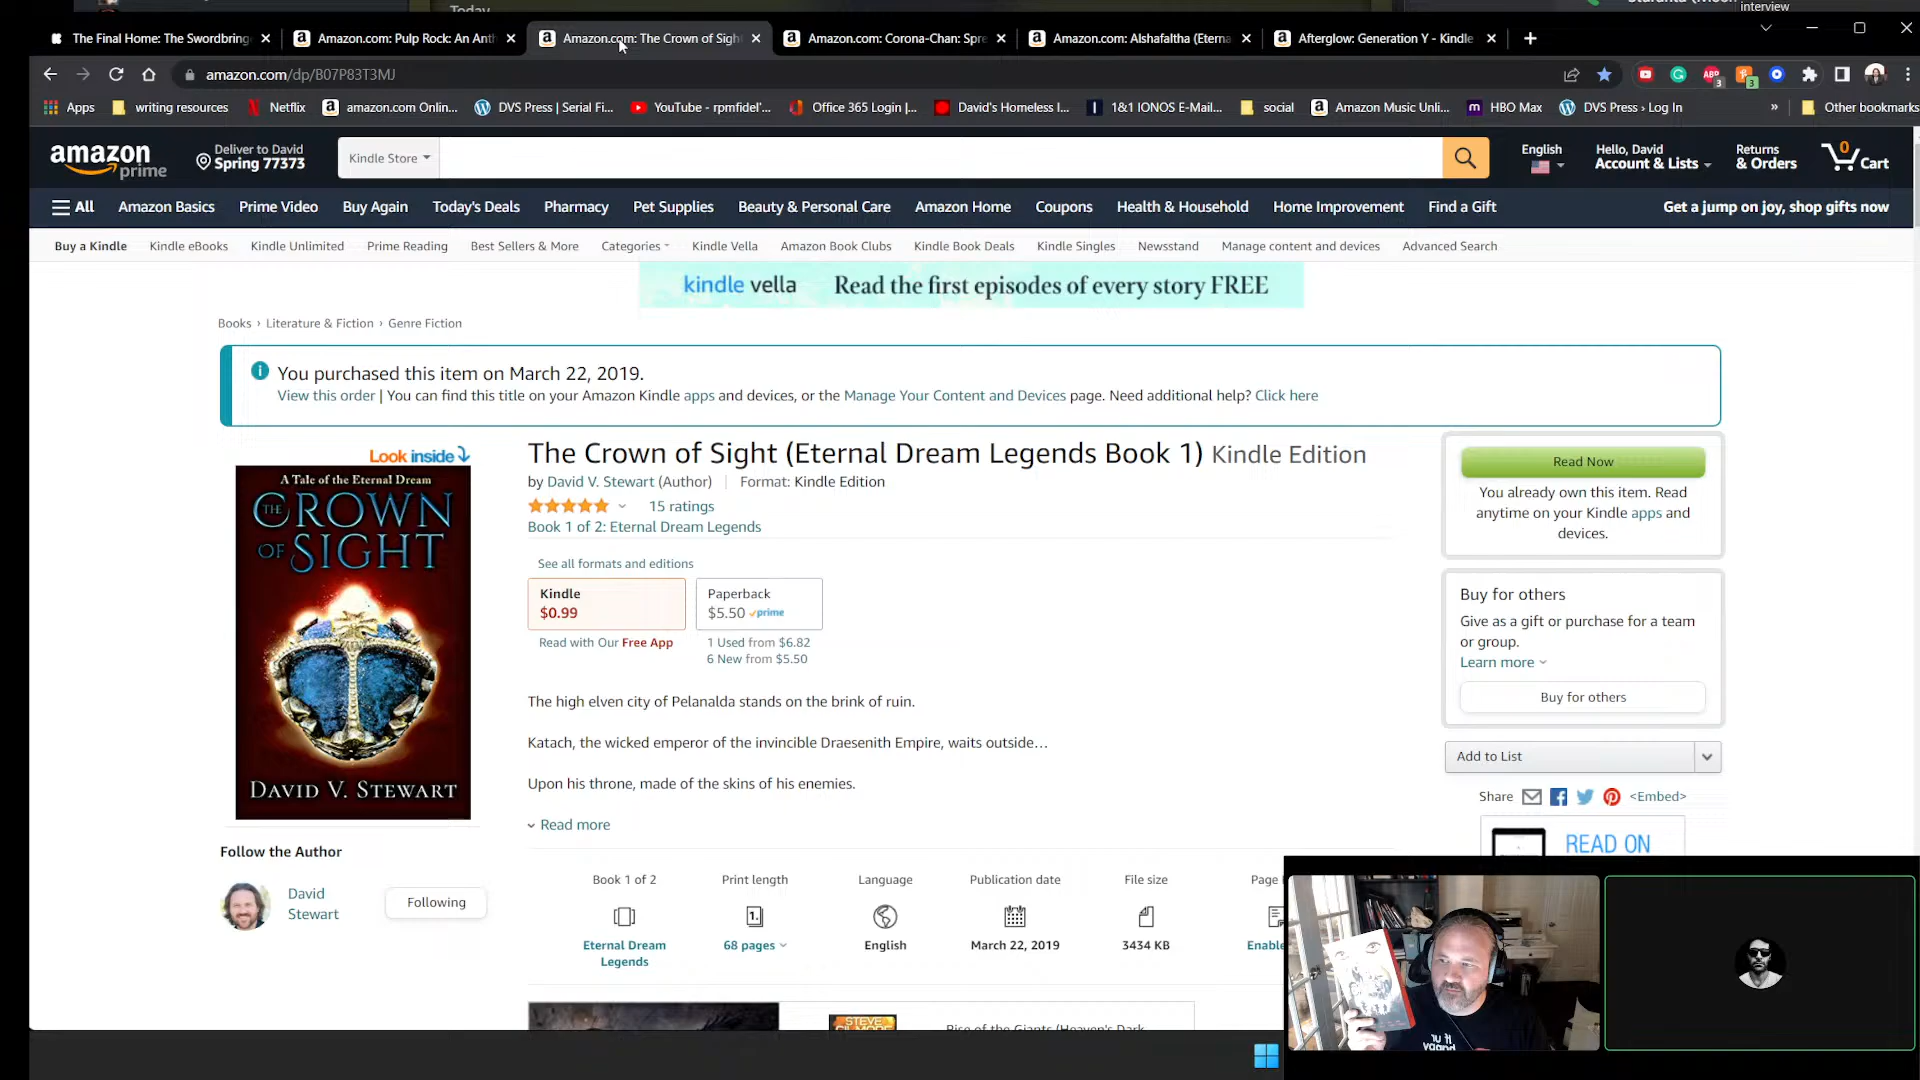 Today
interview
The Final Home: The Swordbring
Amazon.com: Pulp Rock: An Anth
Amazon.com: The Crown of Sigh
Amazon.com: Corona-Chan: Spre
Amazon.com: Alshafaltha (Eterna
Afterglow: Generation Y - Kindle
amazon.com/dp/B07P83T3MJ
Apps
writing resources
Netflix
amazon.com Onlin...
DVS Press | Serial Fi...
YouTube - rpmfidel'...
Office 365 Login |...
David's Homeless I...
1&1 IONOS E-Mail...
social
Amazon Music Unli...
HBO Max
DVS Press › Log In
»
Other bookmarks
amazon prime
Deliver to David
Spring 77373
Kindle Store
English
Hello, David
Account & Lists
Returns
& Orders
0
Cart
All
Amazon Basics
Prime Video
Buy Again
Today's Deals
Pharmacy
Pet Supplies
Beauty & Personal Care
Amazon Home
Coupons
Health & Household
Home Improvement
Find a Gift
Get a jump on joy, shop gifts now
Buy a Kindle
Kindle eBooks
Kindle Unlimited
Prime Reading
Best Sellers & More
Categories
Kindle Vella
Amazon Book Clubs
Kindle Book Deals
Kindle Singles
Newsstand
Manage content and devices
Advanced Search
kindle vella Read the first episodes of every story FREE
Books › Literature & Fiction › Genre Fiction
You purchased this item on March 22, 2019.
View this order | You can find this title on your Amazon Kindle apps and devices, or the Manage Your Content and Devices page. Need additional help? Click here
Look inside
A Tale of the Eternal Dream
THE CROWN
OF SIGHT
DAVID V. STEWART
Follow the Author
David
Stewart
Following
The Crown of Sight (Eternal Dream Legends Book 1) Kindle Edition
by David V. Stewart (Author) | Format: Kindle Edition
15 ratings
Book 1 of 2: Eternal Dream Legends
See all formats and editions
Kindle
$0.99
Read with Our Free App
Paperback
$5.50 prime
1 Used from $6.82
6 New from $5.50
The high elven city of Pelanalda stands on the brink of ruin.
Katach, the wicked emperor of the invincible Draesenith Empire, waits outside…
Upon his throne, made of the skins of his enemies.
Read more
Book 1 of 2
Eternal Dream
Legends
Print length
1.
68 pages
Language
English
Publication date
March 22, 2019
File size
3434 KB
Page
Enable
STEVE
Rise of the Giants (Heaven's Dark
Read Now
You already own this item. Read
anytime on your Kindle apps and
devices.
Buy for others
Give as a gift or purchase for a team
or group.
Learn more
Buy for others
Add to List
Share
<Embed>
READ ON